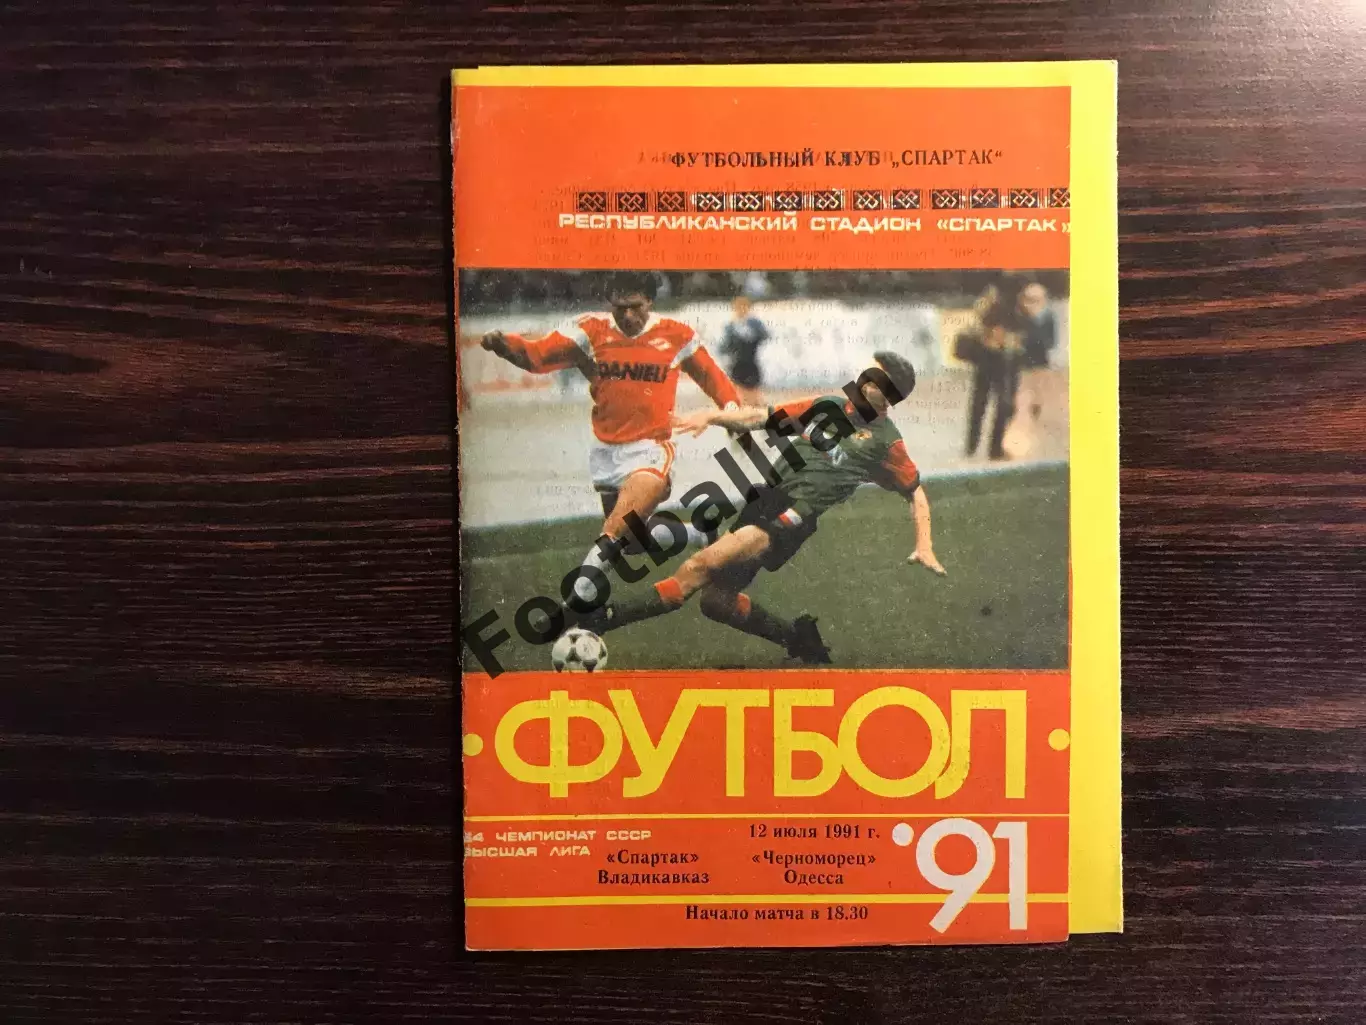 ФУТБОЛЬНЫЙ КЛУБ „СПАРТАК“
РЕСПУБЛИКАНСКИЙ СТАДИОН «СПАРТАК»
DANIELI
Footballfan
•ФУТБОЛ•
54 ЧЕМПИОНАТ СССР
ВЫСШАЯ ЛИГА
12 июля 1991 г.
«Спартак» «Черноморец»
Владикавказ Одесса
'91
Начало матча в 18.30